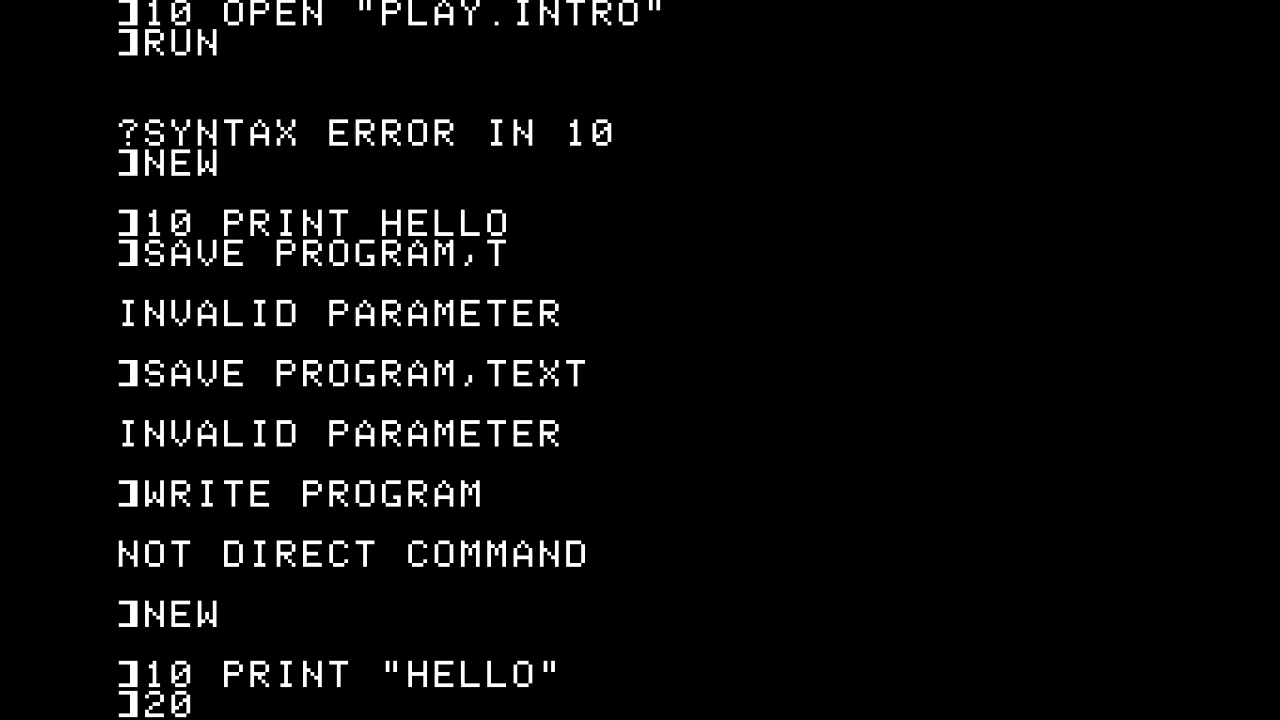 ]10 OPEN "PLAY.INTRO"
]RUN
?SYNTAX ERROR IN 10
]NEW
]10 PRINT HELLO
]SAVE PROGRAM,T
INVALID PARAMETER
]SAVE PROGRAM,TEXT
INVALID PARAMETER
]WRITE PROGRAM
NOT DIRECT COMMAND
]NEW
]10 PRINT "HELLO"
]20